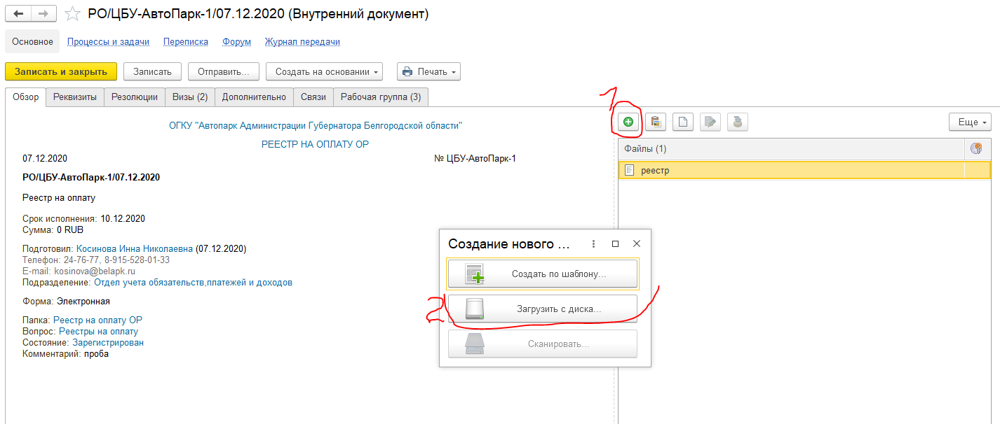 РО/ЦБУ-АвтоПарк-1/07.12.2020 (Внутренний документ)
Основное Процессы и задачи Переписка Форум Журнал передачи
Записать и закрыть Записать Отправить... Создать на основании Печать
Обзор Реквизиты Резолюции Визы (2) Дополнительно Связи Рабочая группа (3)
1
Еще
ОГКУ "Автопарк Администрации Губернатора Белгородской области"
РЕЕСТР НА ОПЛАТУ ОР
07.12.2020 № ЦБУ-АвтоПарк-1
РО/ЦБУ-АвтоПарк-1/07.12.2020
Реестр на оплату
Срок исполнения: 10.12.2020
Сумма: 0 RUB
Подготовил: Косинова Инна Николаевна (07.12.2020)
Телефон: 24-76-77, 8-915-528-01-33
E-mail: kosinova@belapk.ru
Подразделение: Отдел учета обязательств,платежей и доходов
Форма: Электронная
Папка: Реестр на оплату ОР
Вопрос: Реестры на оплату
Состояние: Зарегистрирован
Комментарий: проба
Файлы (1)
реестр
Создание нового ...
Создать по шаблону...
2 Загрузить с диска...
Сканировать...